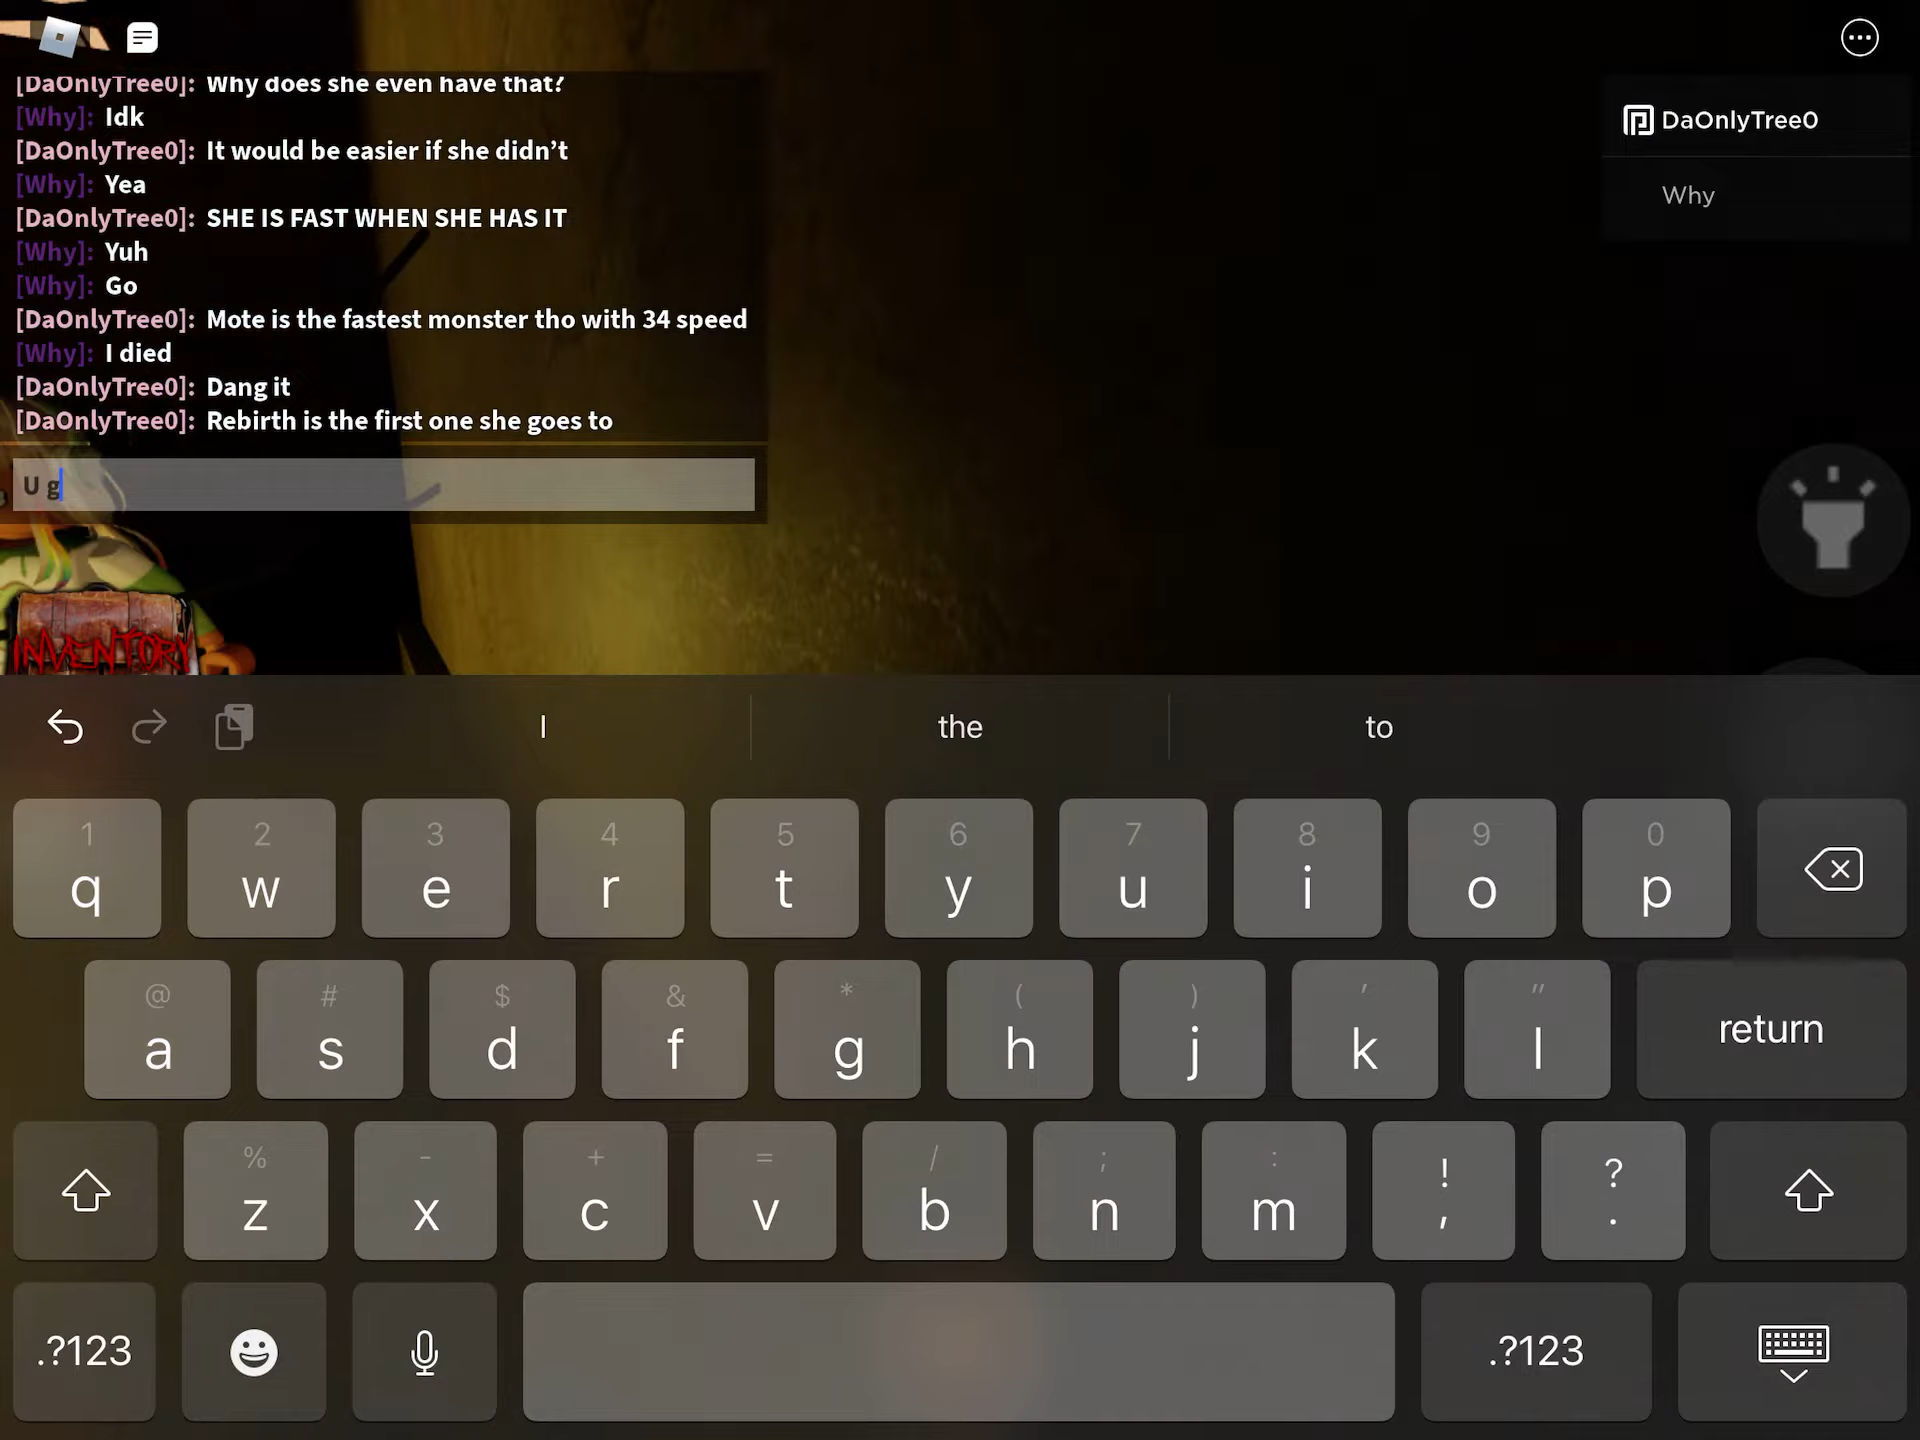 [DaOnlyTree0]: Why does she even have that?
[Why]: Idk
[DaOnlyTree0]: It would be easier if she didn’t
[Why]: Yea
[DaOnlyTree0]: SHE IS FAST WHEN SHE HAS IT
[Why]: Yuh
[Why]: Go
[DaOnlyTree0]: Mote is the fastest monster tho with 34 speed
[Why]: I died
[DaOnlyTree0]: Dang it
[DaOnlyTree0]: Rebirth is the first one she goes to
U g
DaOnlyTree0
Why
INVENTORY
I the to
1 2 3 4 5 6 7 8 9 0
q w e r t y u i o p
@ # $ & * ( ) ' "
a s d f g h j k l return
% - + = / ; : ! ?
z x c v b n m , .
.?123 .?123